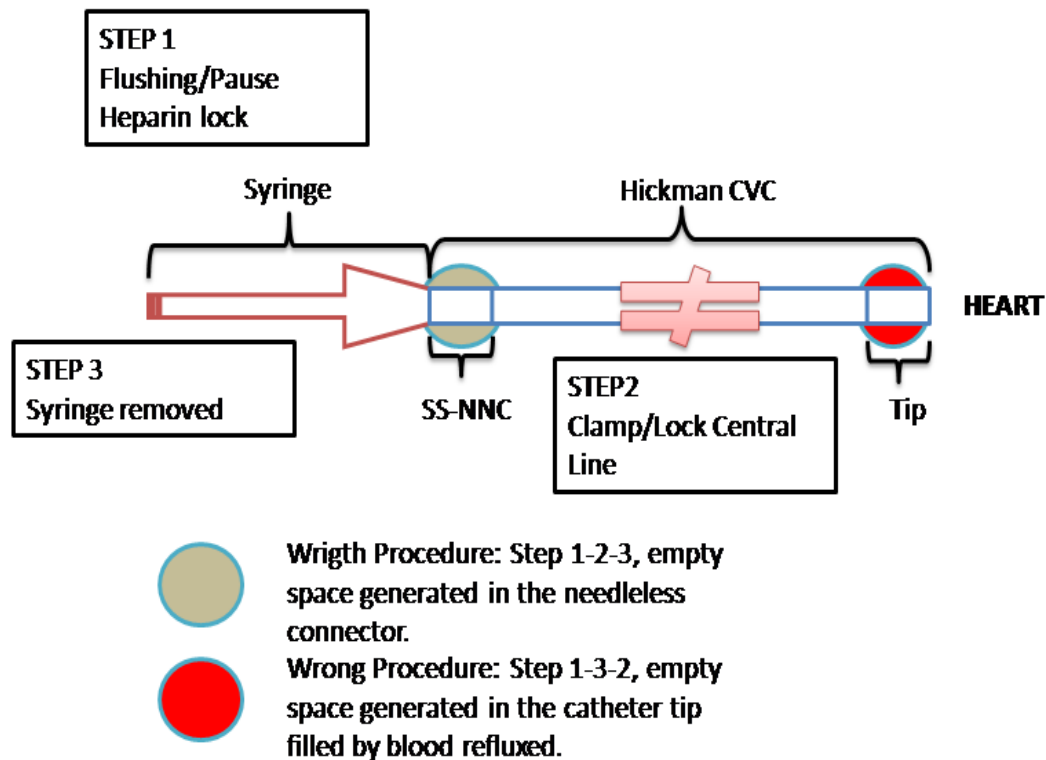 STEP 1
Flushing/Pause
Heparin lock
Syringe
Hickman CVC
HEART
STEP 3
Syringe removed
SS-NNC
STEP2
Clamp/Lock Central
Line
Tip
Wrigth Procedure: Step 1-2-3, empty
space generated in the needleless
connector.
Wrong Procedure: Step 1-3-2, empty
space generated in the catheter tip
filled by blood refluxed.